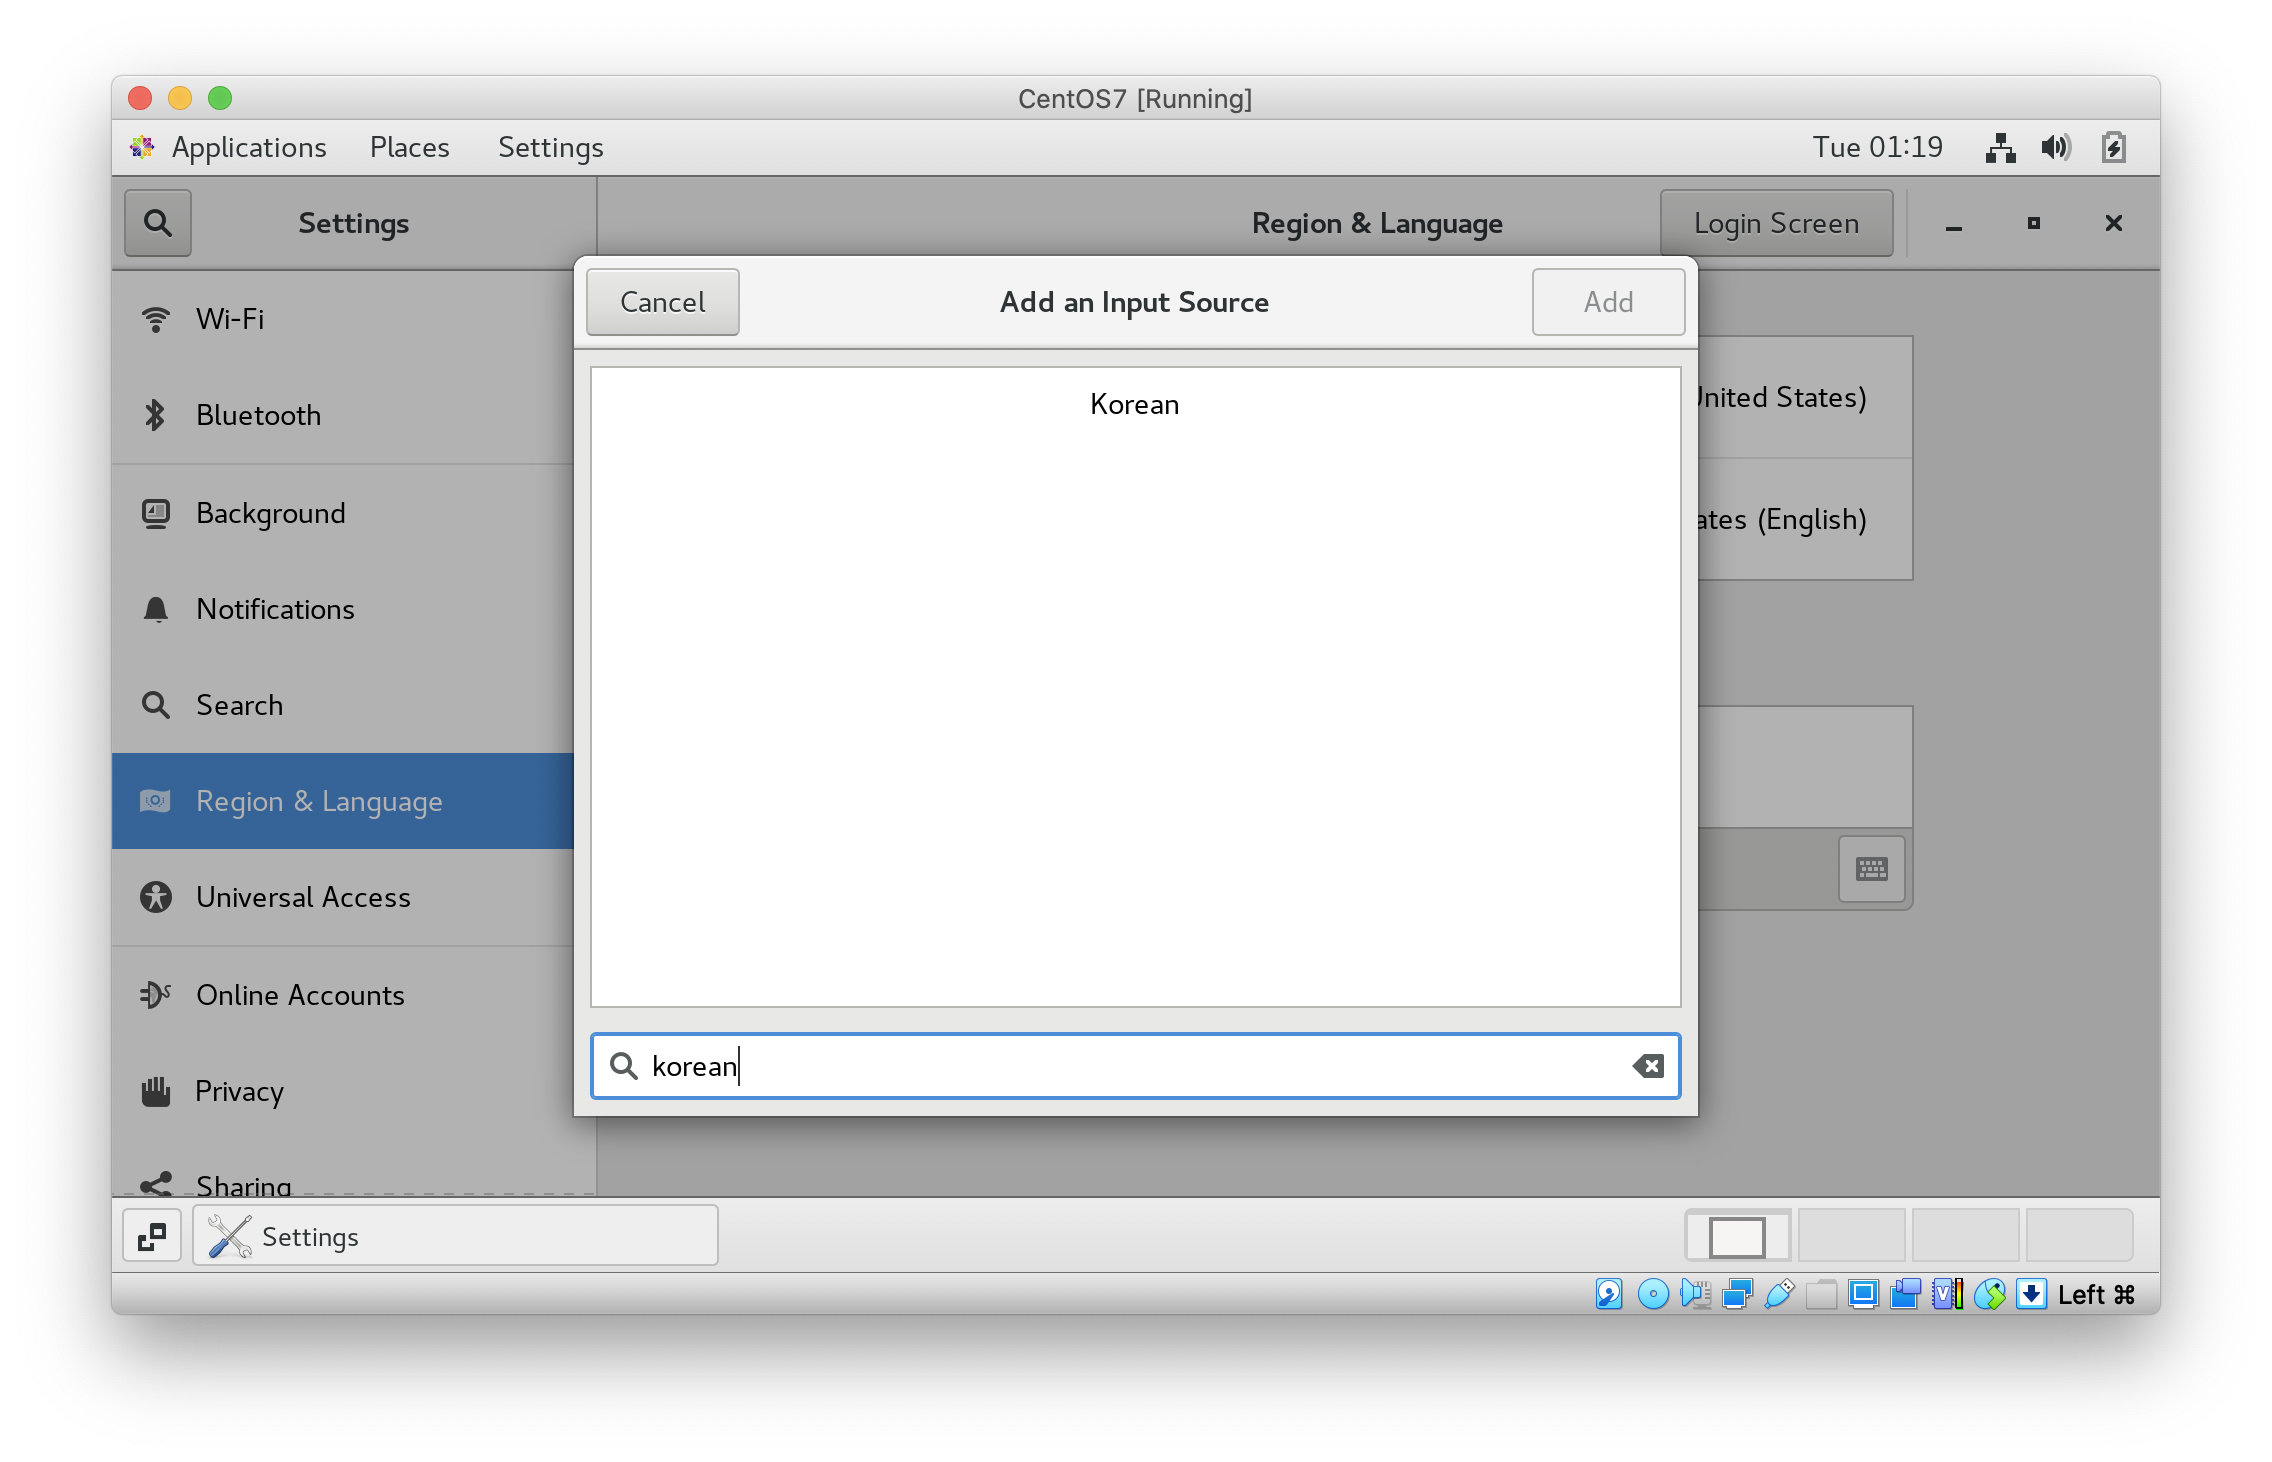 CentOS7 [Running]
Applications Places Settings Tue 01:19
Settings Region & Language Login Screen
Cancel Add an Input Source Add
Wi-Fi
Korean
United States)
Bluetooth
Background
ates (English)
Notifications
Search
Region & Language
Universal Access
Online Accounts
korean
Privacy
Sharing
Settings
Left ⌘